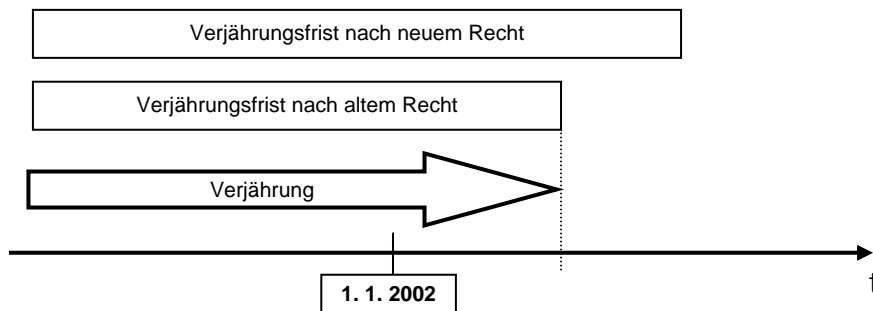 Verjährungsfrist nach neuem Recht
Verjährungsfrist nach altem Recht
Verjährung
1. 1. 2002
t